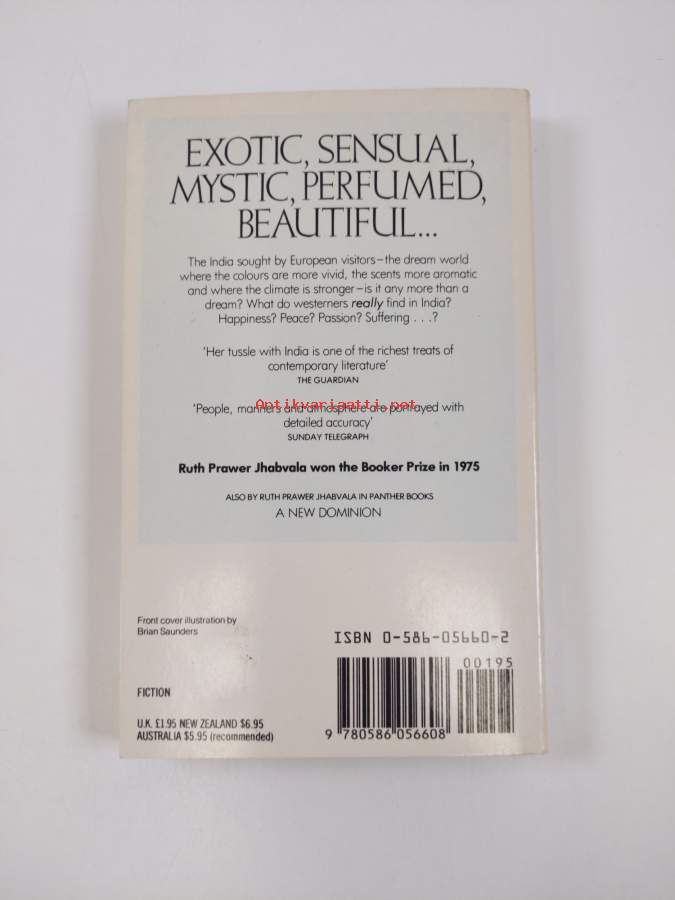 EXOTIC, SENSUAL,
MYSTIC, PERFUMED,
BEAUTIFUL...
The India sought by European visitors–the dream world
where the colours are more vivid, the scents more aromatic
and where the climate is stronger–is it any more than a
dream? What do westerners really find in India?
Happiness? Peace? Passion? Suffering . . .?
'Her tussle with India is one of the richest treats of
contemporary literature'
THE GUARDIAN
Antikvariaatti.net
'People, manners and atmosphere are portrayed with
detailed accuracy'
SUNDAY TELEGRAPH
Ruth Prawer Jhabvala won the Booker Prize in 1975
ALSO BY RUTH PRAWER JHABVALA IN PANTHER BOOKS
A NEW DOMINION
Front cover illustration by
Brian Saunders
ISBN 0-586-05660-2
00195
FICTION
U.K. £1.95 NEW ZEALAND $6.95
AUSTRALIA $5.95 (recommended)
9 780586 056608